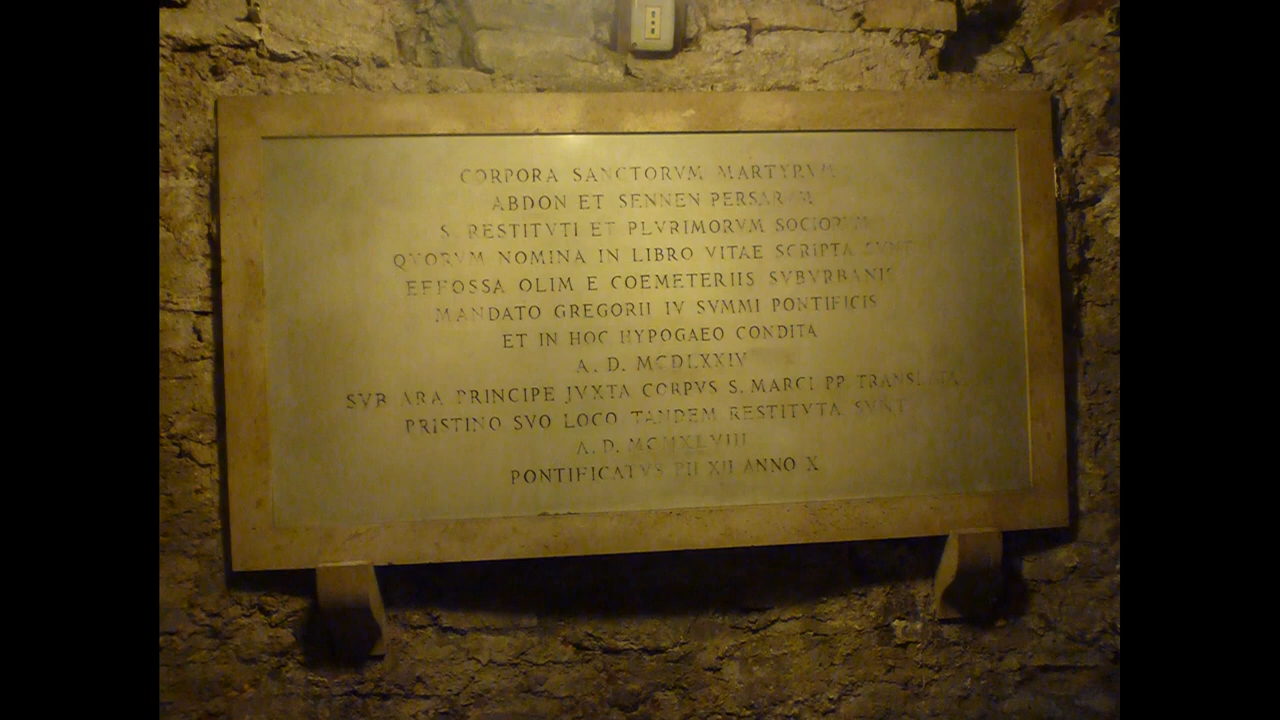 CORPORA SANCTORVM MARTYRVM
ABDON ET SENNEN PERSARVM
S. RESTITVTI ET PLVRIMORVM SOCIORVM
QVORVM NOMINA IN LIBRO VITAE SCRIPTA SVNT
EFFOSSA OLIM E COEMETERIIS SVBVRBANIS
MANDATO GREGORII IV SVMMI PONTIFICIS
ET IN HOC HYPOGAEO CONDITA
A. D. MCDLXXIV
SVB ARA PRINCIPE JVXTA CORPVS S. MARCI PP. TRANSLATA
PRISTINO SVO LOCO TANDEM RESTITVTA SVNT
A. D. MCMXLVIII
PONTIFICATVS PII XII ANNO X